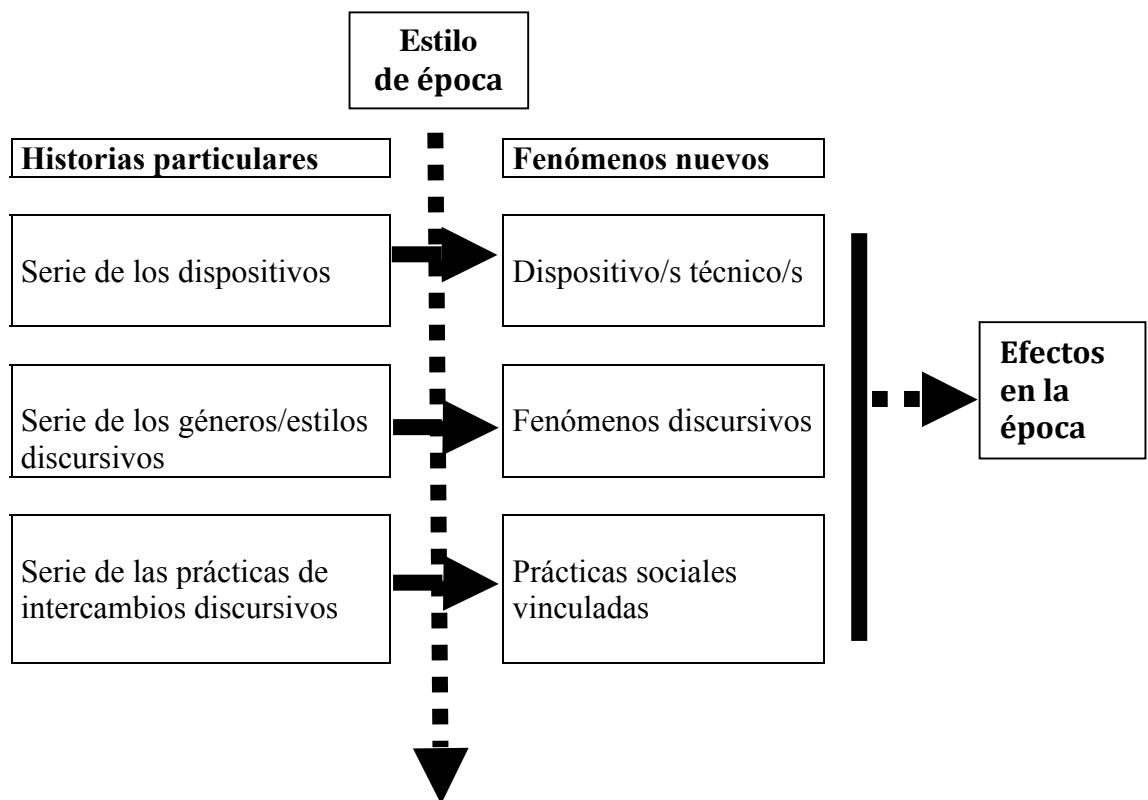 Estilo
de época
Historias particulares
Fenómenos nuevos
Serie de los dispositivos
Dispositivo/s técnico/s
Serie de los géneros/estilos
discursivos
Fenómenos discursivos
Serie de las prácticas de
intercambios discursivos
Prácticas sociales
vinculadas
Efectos
en la
época